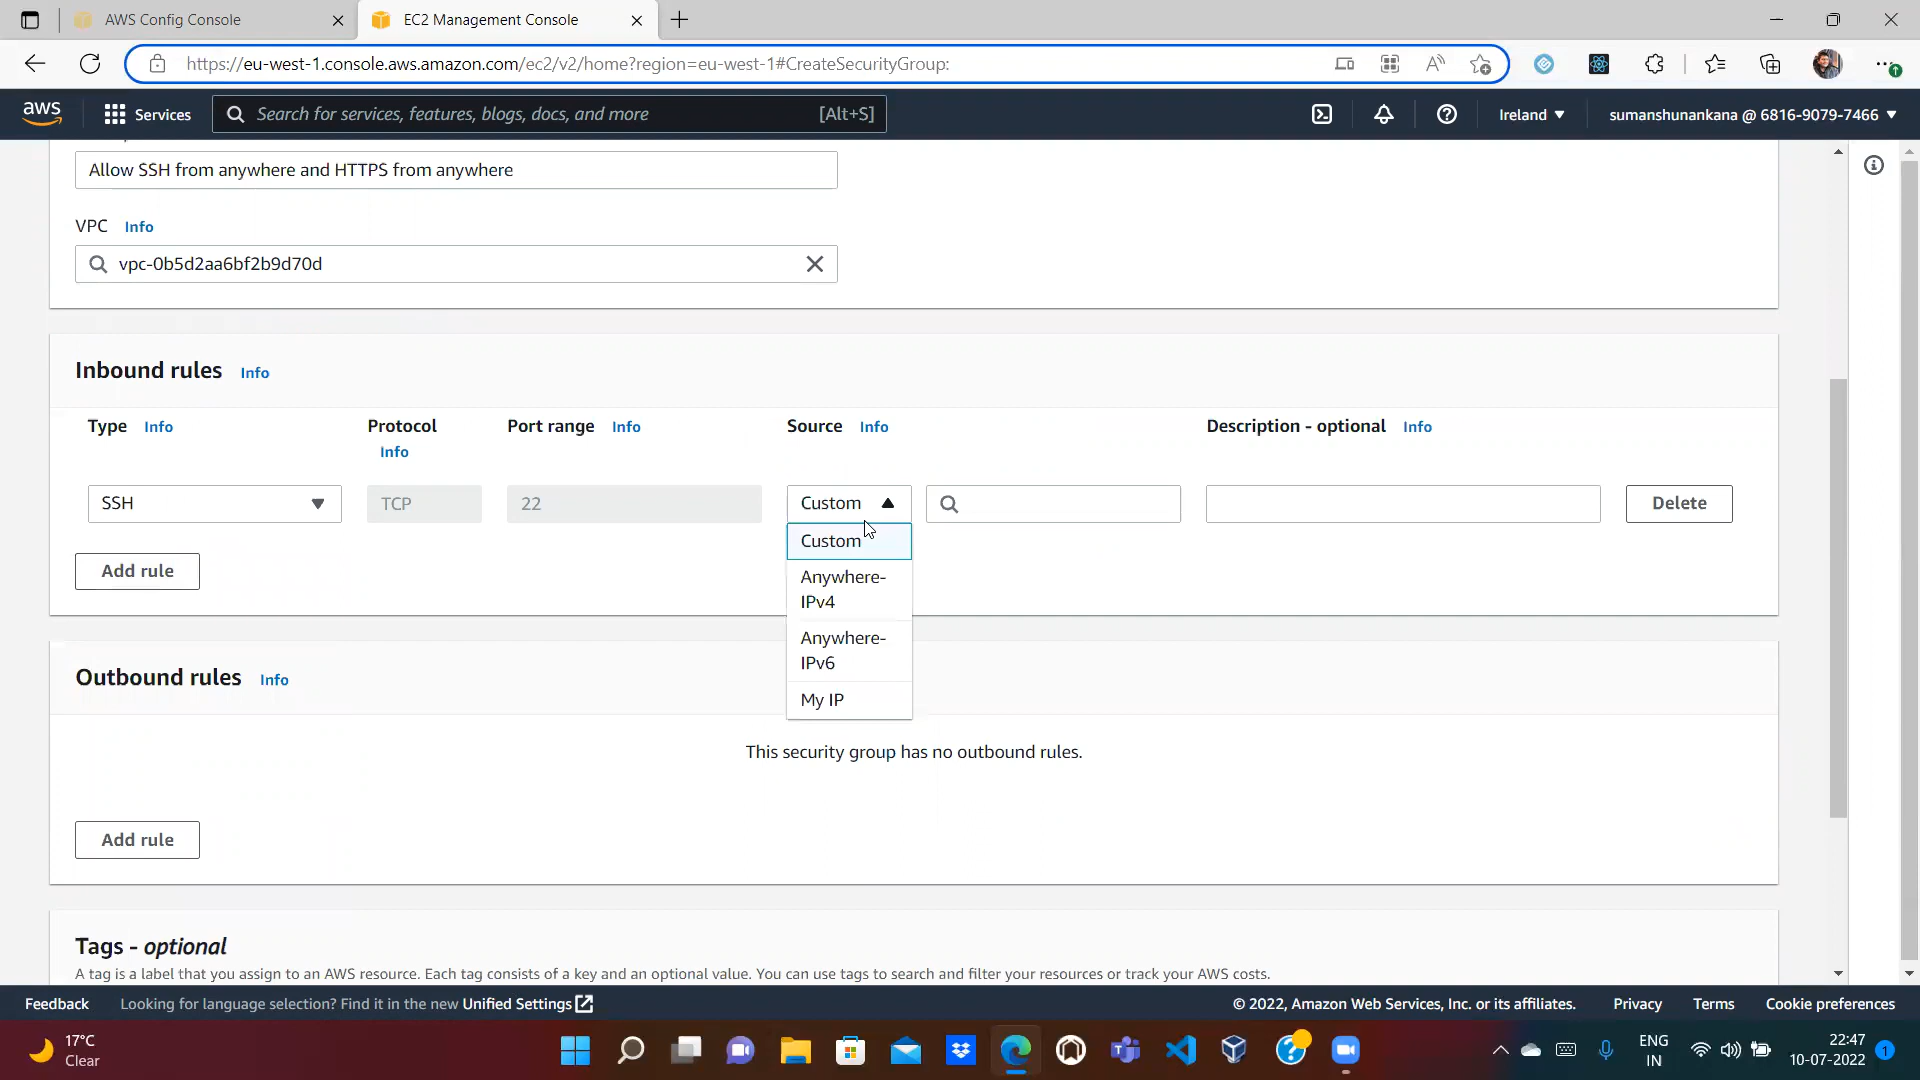 AWS Config Console
EC2 Management Console
https://eu-west-1.console.aws.amazon.com/ec2/v2/home?region=eu-west-1#CreateSecurityGroup:
aws
Services
Search for services, features, blogs, docs, and more
[Alt+S]
Ireland
sumanshunankana @ 6816-9079-7466
Allow SSH from anywhere and HTTPS from anywhere
VPC Info
vpc-0b5d2aa6bf2b9d70d
Inbound rules Info
Type Info
Protocol
Info
Port range Info
Source Info
Description - optional Info
SSH
TCP
22
Custom
Delete
Custom
Anywhere-
IPv4
Anywhere-
IPv6
My IP
Add rule
Outbound rules Info
This security group has no outbound rules.
Add rule
Tags - optional
A tag is a label that you assign to an AWS resource. Each tag consists of a key and an optional value. You can use tags to search and filter your resources or track your AWS costs.
Feedback
Looking for language selection? Find it in the new Unified Settings
© 2022, Amazon Web Services, Inc. or its affiliates.
Privacy
Terms
Cookie preferences
17°C
Clear
ENG
IN
22:47
10-07-2022
1